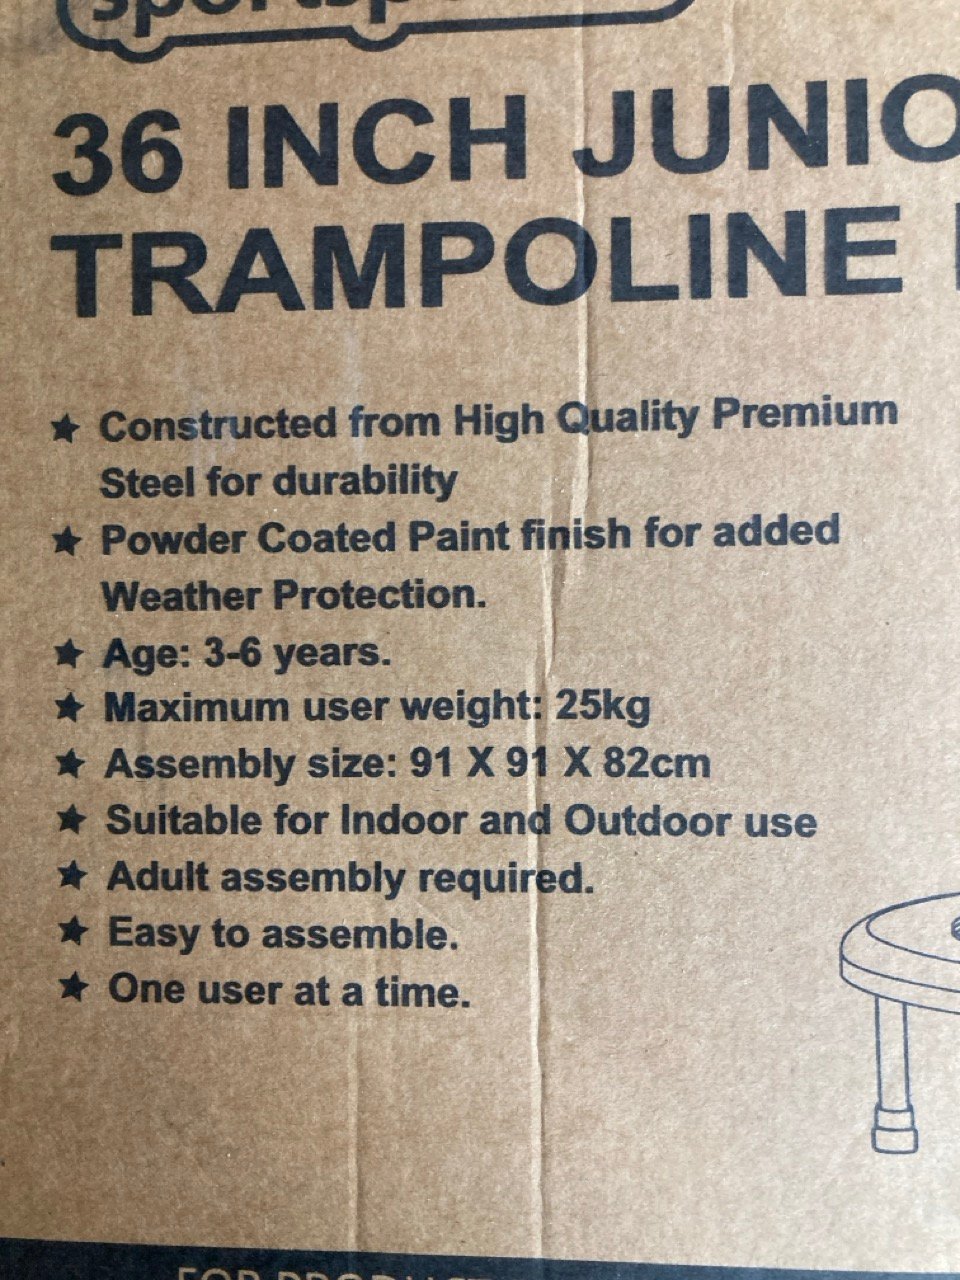 36 INCH JUNIO
TRAMPOLINE
★ Constructed from High Quality Premium
Steel for durability
★ Powder Coated Paint finish for added
Weather Protection.
★ Age: 3-6 years.
★ Maximum user weight: 25kg
★ Assembly size: 91 X 91 X 82cm
★ Suitable for Indoor and Outdoor use
★ Adult assembly required.
★ Easy to assemble.
★ One user at a time.
FOR PRODUCT